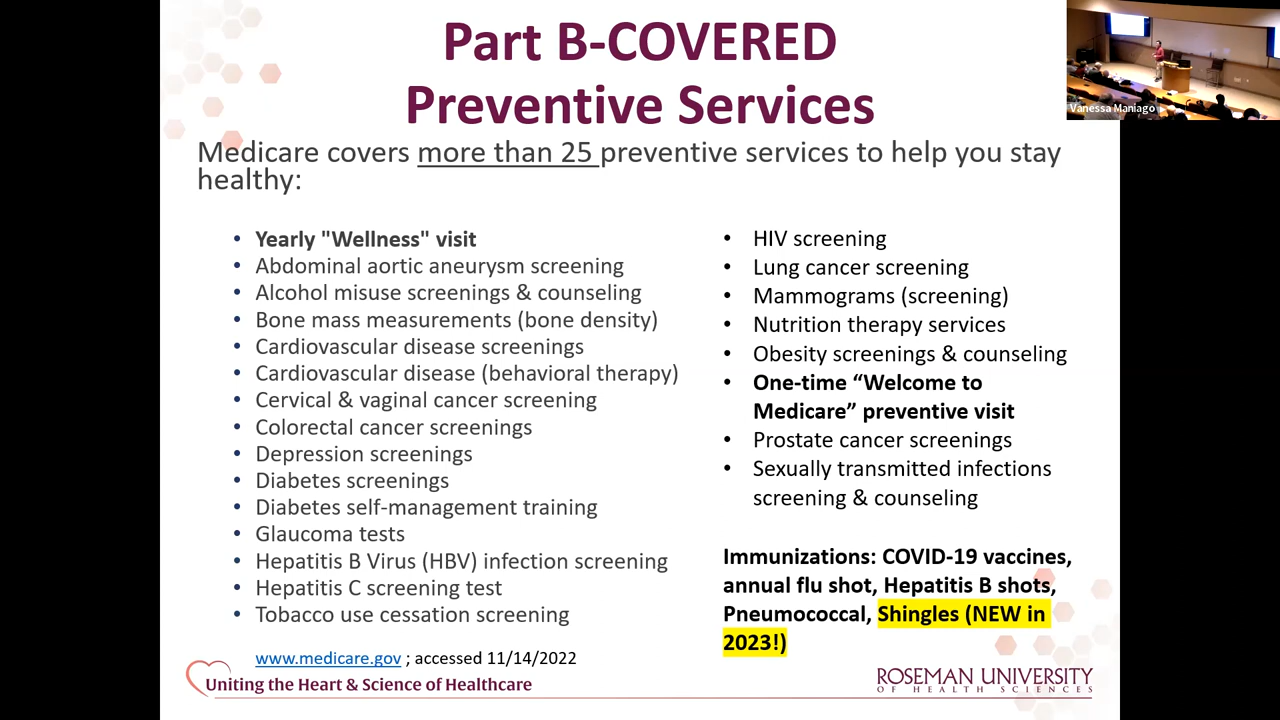 Part B-COVERED
Preventive Services
Medicare covers more than 25 preventive services to help you stay
healthy:
• Yearly "Wellness" visit
• Abdominal aortic aneurysm screening
• Alcohol misuse screenings & counseling
• Bone mass measurements (bone density)
• Cardiovascular disease screenings
• Cardiovascular disease (behavioral therapy)
• Cervical & vaginal cancer screening
• Colorectal cancer screenings
• Depression screenings
• Diabetes screenings
• Diabetes self-management training
• Glaucoma tests
• Hepatitis B Virus (HBV) infection screening
• Hepatitis C screening test
• Tobacco use cessation screening
www.medicare.gov ; accessed 11/14/2022
• HIV screening
• Lung cancer screening
• Mammograms (screening)
• Nutrition therapy services
• Obesity screenings & counseling
• One-time “Welcome to
Medicare” preventive visit
• Prostate cancer screenings
• Sexually transmitted infections
screening & counseling
Immunizations: COVID-19 vaccines,
annual flu shot, Hepatitis B shots,
Pneumococcal, Shingles (NEW in
2023!)
Uniting the Heart & Science of Healthcare
ROSEMAN UNIVERSITY
OF HEALTH SCIENCES
Vanessa Maniago